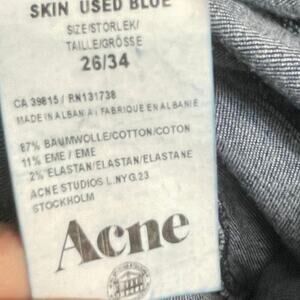 SKIN USED BLUE
SIZE/STORLEK/
TAILLE/GRÖSSE
26/34
CA 39815 / RN131738
MADE IN ALBANIA / FABRIQUE EN ALBANIE
87% BAUMWOLLE/COTTON/COTON
11% EME / EME
2% ELASTAN/ELASTAN/ELASTANE
ACNE STUDIOS L.NYG.23
STOCKHOLM
Acne